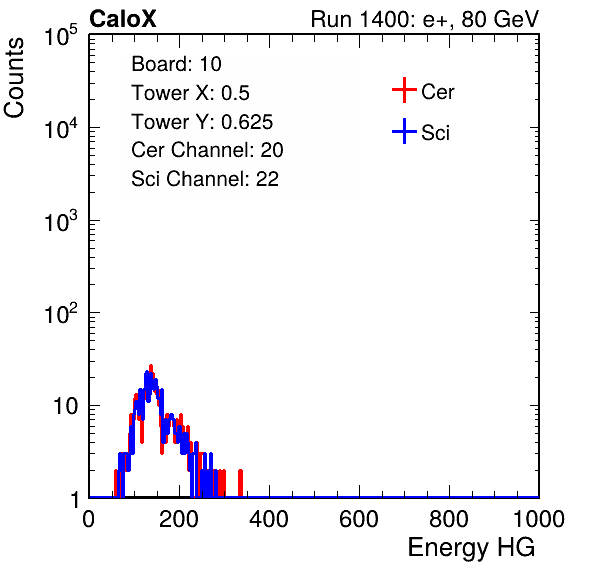 CaloX Run 1400: e+, 80 GeV
Counts
10^5
10^4
10^3
10^2
10
1
Board: 10
Tower X: 0.5
Tower Y: 0.625
Cer Channel: 20
Sci Channel: 22
Cer
Sci
0 200 400 600 800 1000
Energy HG